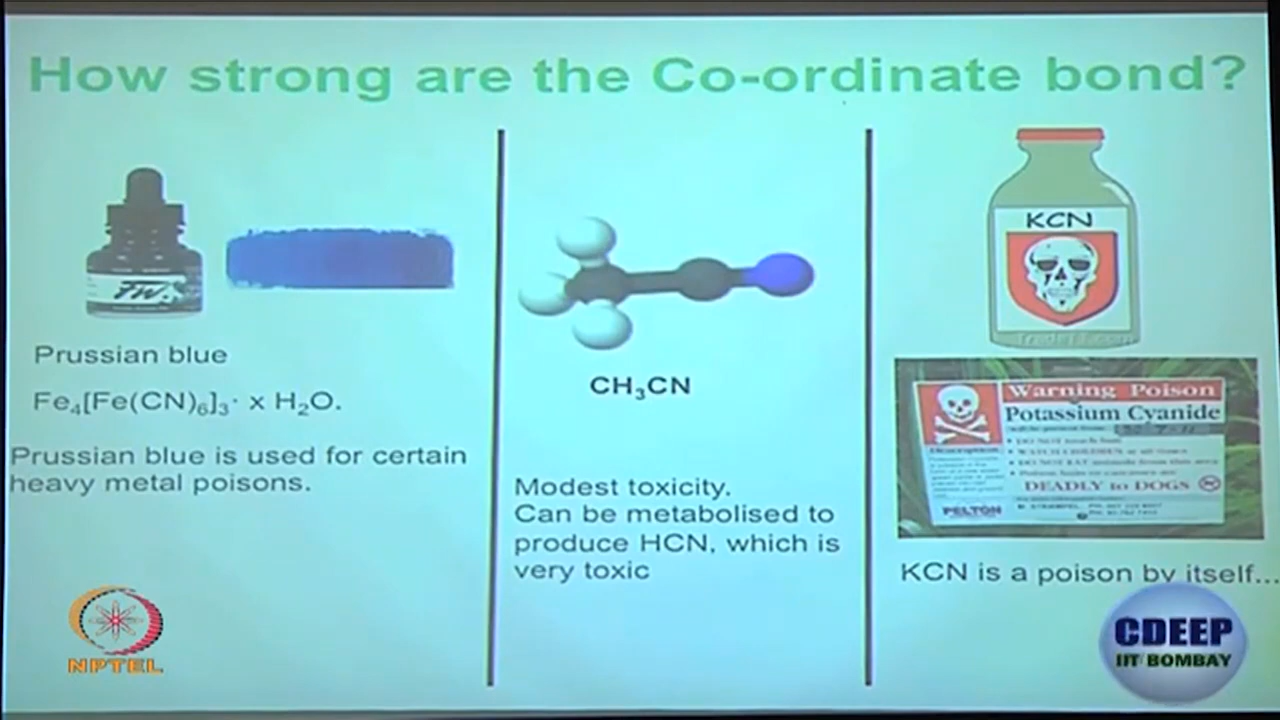 How strong are the Co-ordinate bond?
Prussian blue
Fe₄[Fe(CN)₆]₃· x H₂O.
Prussian blue is used for certain
heavy metal poisons.
CH₃CN
Modest toxicity.
Can be metabolised to
produce HCN, which is
very toxic
KCN
Warning Poison
Potassium Cyanide
DEADLY to DOGS
PELTON
KCN is a poison by itself...
NPTEL
CDEEP
IIT BOMBAY